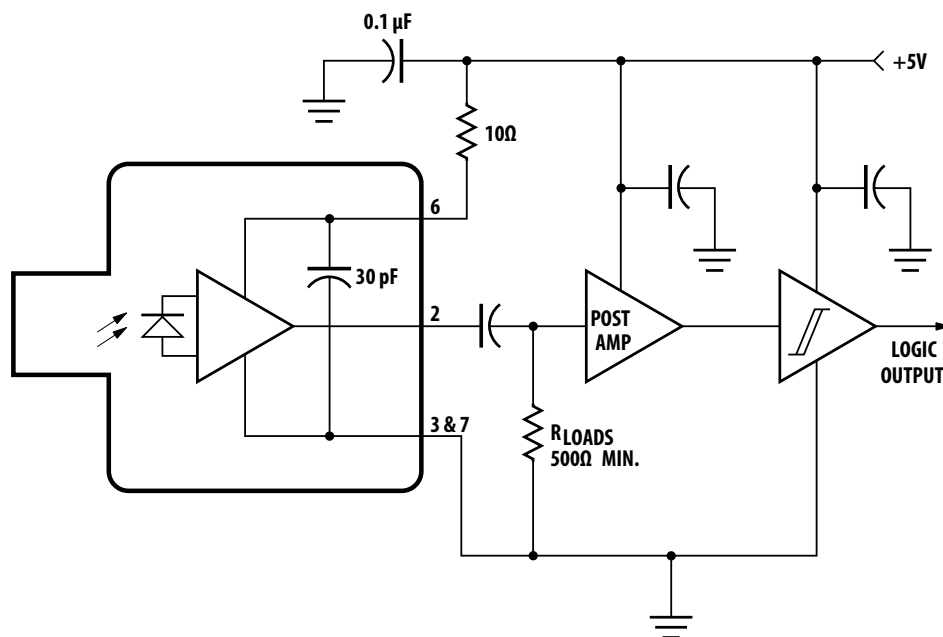 0.1 µF
+5V
10Ω
6
30 pF
2
POST
AMP
LOGIC
OUTPUT
3 & 7
RLOADS
500Ω MIN.